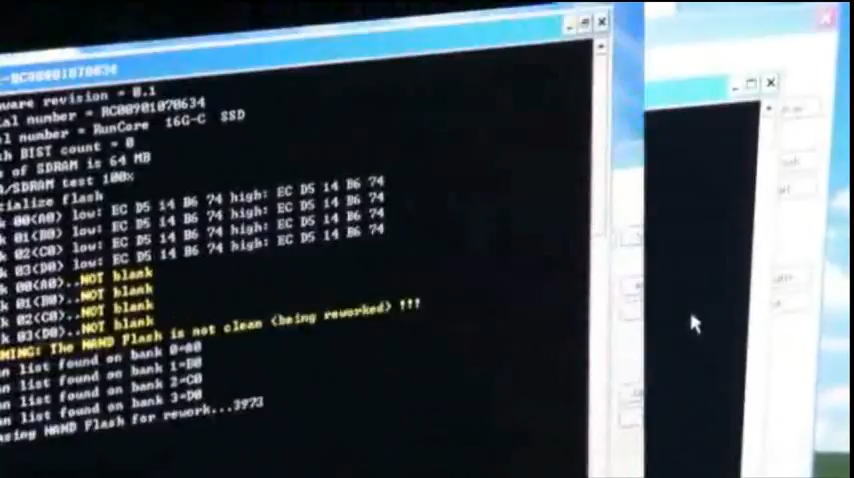 -RC00901070634
ware revision = 0.1
al number = RC00901070634
l number = RunCore 16G-C SSD
h BIST count = 0
of SDRAM is 64 MB
A/SDRAM test 100%
ialize flash
k 00<A0> low: EC D5 14 B6 74 high: EC D5 14 B6 74
k 01<B0> low: EC D5 14 B6 74 high: EC D5 14 B6 74
k 02<C0> low: EC D5 14 B6 74 high: EC D5 14 B6 74
k 03<D0> low: EC D5 14 B6 74 high: EC D5 14 B6 74
k 00<A0>..NOT blank
k 01<B0>..NOT blank
k 02<C0>..NOT blank
k 03<D0>..NOT blank
NING: The NAND Flash is not clean <being reworked> !!!
n list found on bank 0=A0
n list found on bank 1=B0
n list found on bank 2=C0
n list found on bank 3=D0
sing NAND Flash for rework...3973